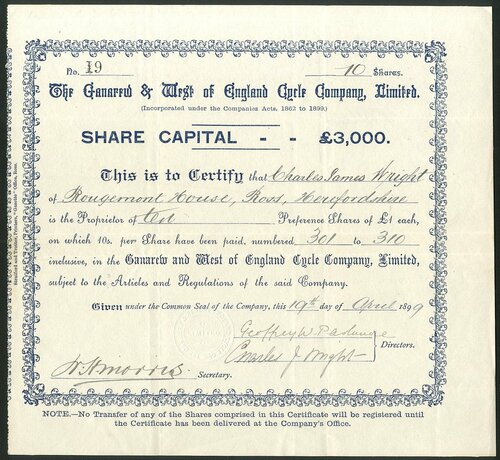 No. 19 10 Shares.
The Ganarew & West of England Cycle Company, Limited.
(Incorporated under the Companies Acts, 1862 to 1899.)
SHARE CAPITAL - - £3,000.
This is to Certify that Charles James Wright
of Rougemont House, Ross, Herefordshire
is the Proprietor of Ten Preference Shares of £1 each,
on which 10s. per Share have been paid, numbered 301 to 310
inclusive, in the Ganarew and West of England Cycle Company, Limited,
subject to the Articles and Regulations of the said Company.
Given under the Common Seal of the Company, this 19th day of April 1899
Geoffrey W.
Charles J Wright
Directors.
Morris
Secretary.
NOTE.—No Transfer of any of the Shares comprised in this Certificate will be registered until
the Certificate has been delivered at the Company's Office.